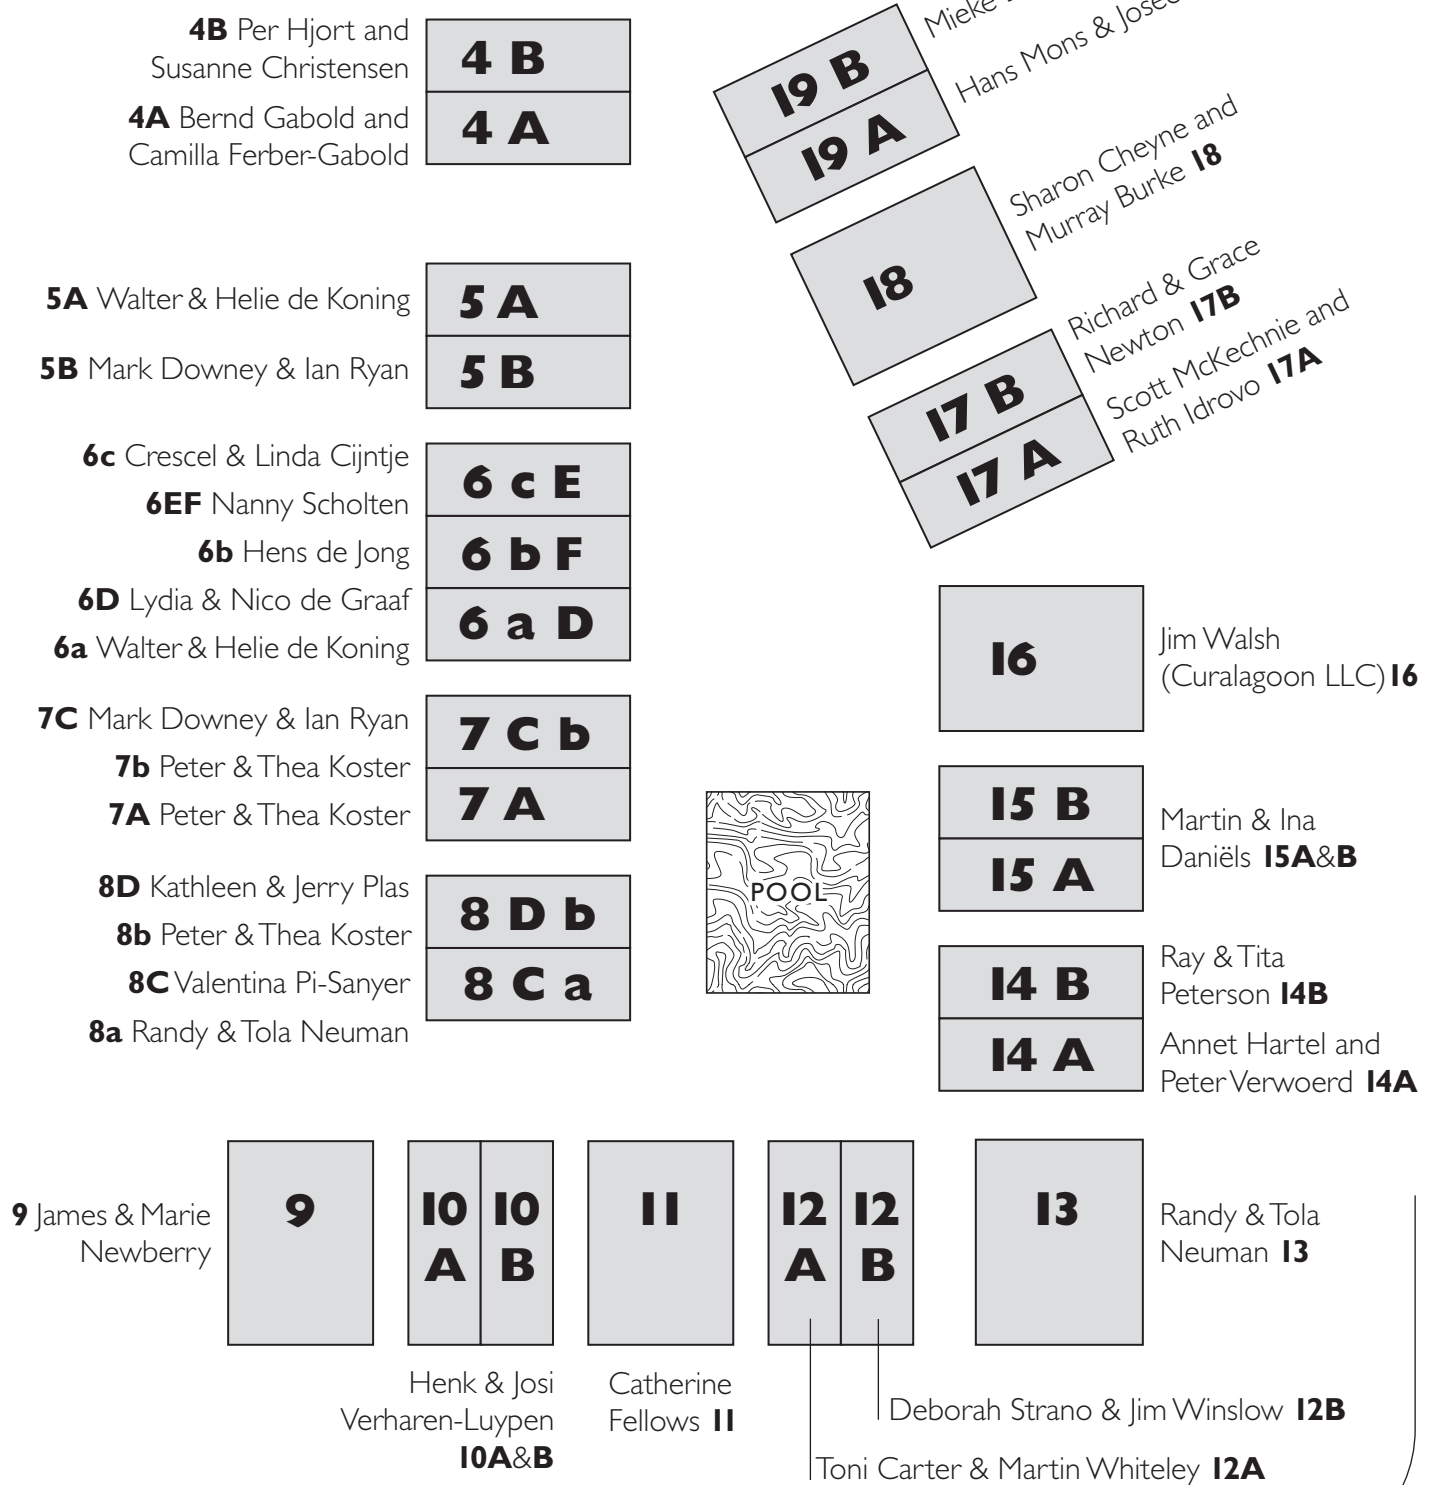 4B Per Hjort and
Susanne Christensen
4A Bernd Gabold and
Camilla Ferber-Gabold
4 B
4 A
5A Walter & Helie de Koning
5B Mark Downey & Ian Ryan
5 A
5 B
6c Crescel & Linda Cijntje
6EF Nanny Scholten
6b Hens de Jong
6D Lydia & Nico de Graaf
6a Walter & Helie de Koning
6 c E
6 b F
6 a D
7C Mark Downey & Ian Ryan
7b Peter & Thea Koster
7A Peter & Thea Koster
7 C b
7 A
8D Kathleen & Jerry Plas
8b Peter & Thea Koster
8C Valentina Pi-Sanyer
8a Randy & Tola Neuman
8 D b
8 C a
POOL
Mieke
Hans Mons &
19 B
19 A
Sharon Cheyne and
Murray Burke 18
18
Richard & Grace
Newton 17B
Scott McKechnie and
Ruth Idrovo 17A
17 B
17 A
16
Jim Walsh
(Curalagoon LLC) 16
15 B
15 A
Martin & Ina
Daniëls 15A&B
14 B
14 A
Ray & Tita
Peterson 14B
Annet Hartel and
Peter Verwoerd 14A
9 James & Marie
Newberry
9
10 A
10 B
11
12 A
12 B
13
Randy & Tola
Neuman 13
Henk & Josi
Verharen-Luypen
10A&B
Catherine
Fellows 11
Deborah Strano & Jim Winslow 12B
Toni Carter & Martin Whiteley 12A